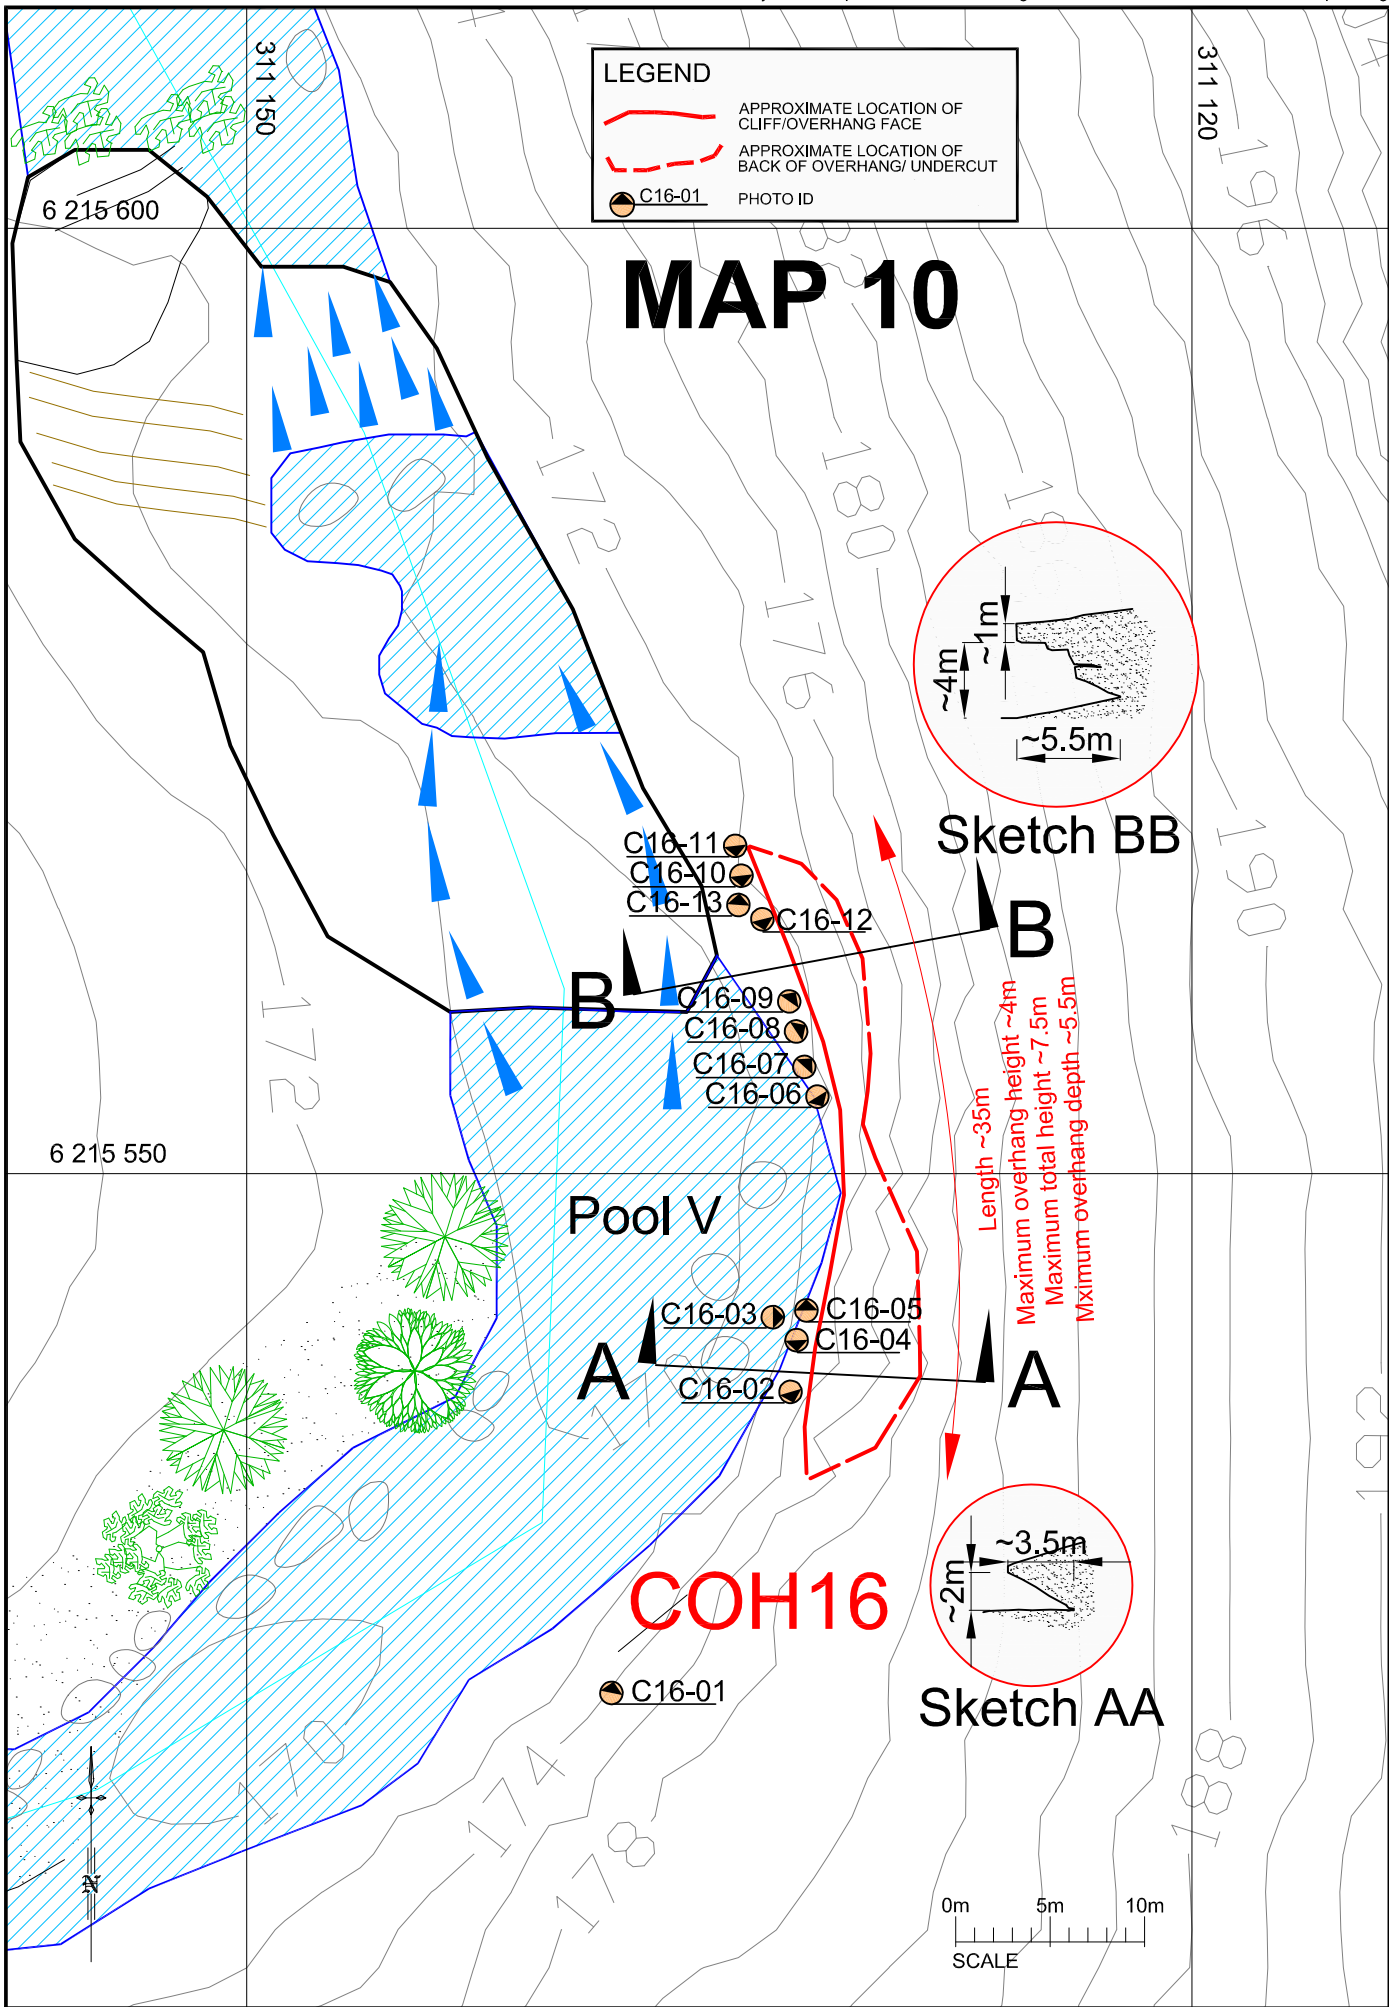 311 150
311 120
LEGEND
APPROXIMATE LOCATION OF
CLIFF/OVERHANG FACE
APPROXIMATE LOCATION OF
BACK OF OVERHANG/ UNDERCUT
C16-01
PHOTO ID
196
6 215 600
MAP 10
172
180
176
~1m
~4m
~5.5m
Sketch BB
190
C16-11
C16-10
C16-13
C16-12
B
B
C16-09
C16-08
C16-07
C16-06
172
Length ~35m
Maximum overhang height ~4m
Maximum total height ~7.5m
Mximum overhang depth ~5.5m
6 215 550
Pool V
C16-03
C16-05
C16-04
A
A
C16-02
~3.5m
~2m
COH16
C16-01
Sketch AA
170
174
178
188
N
0m 5m 10m
SCALE